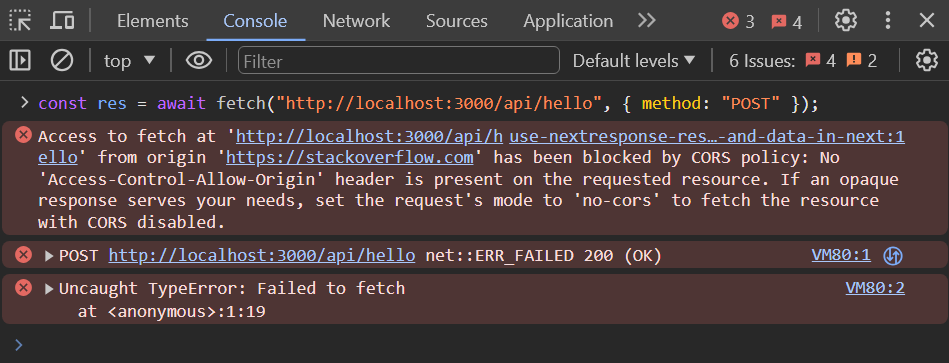 Elements Console Network Sources Application 3 4
top Filter Default levels 6 Issues: 4 2
const res = await fetch("http://localhost:3000/api/hello", { method: "POST" });
Access to fetch at 'http://localhost:3000/api/h use-nextresponse-res…-and-data-in-next:1
ello' from origin 'https://stackoverflow.com' has been blocked by CORS policy: No
'Access-Control-Allow-Origin' header is present on the requested resource. If an opaque
response serves your needs, set the request's mode to 'no-cors' to fetch the resource
with CORS disabled.
POST http://localhost:3000/api/hello net::ERR_FAILED 200 (OK) VM80:1
Uncaught TypeError: Failed to fetch VM80:2
at <anonymous>:1:19